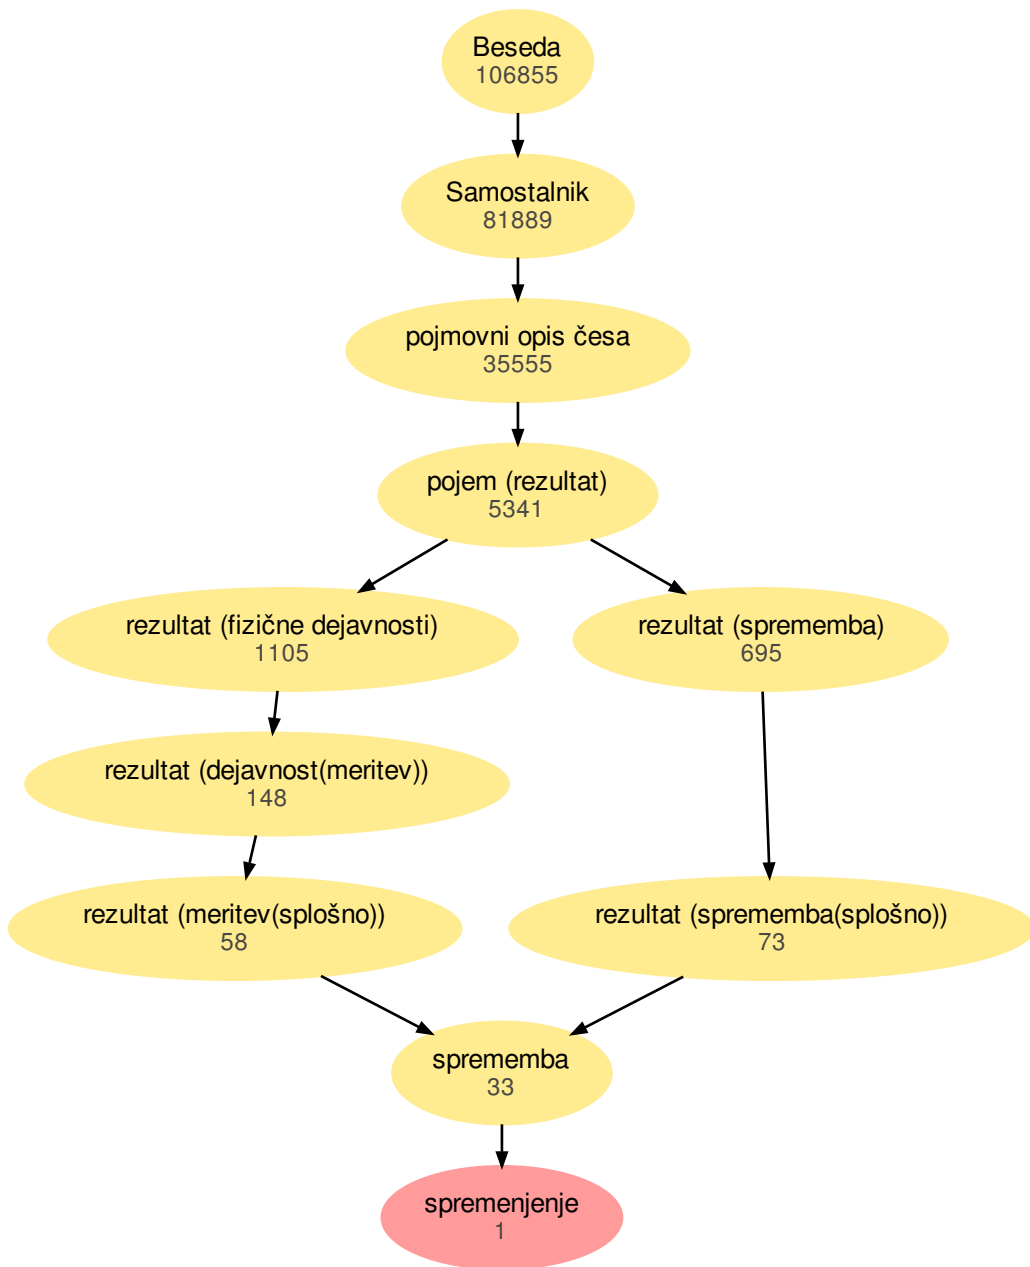 Beseda
106855
Samostalnik
81889
pojmovni opis česa
35555
pojem (rezultat)
5341
rezultat (fizične dejavnosti)
1105
rezultat (sprememba)
695
rezultat (dejavnost(meritev))
148
rezultat (meritev(splošno))
58
rezultat (sprememba(splošno))
73
sprememba
33
spremenjenje
1